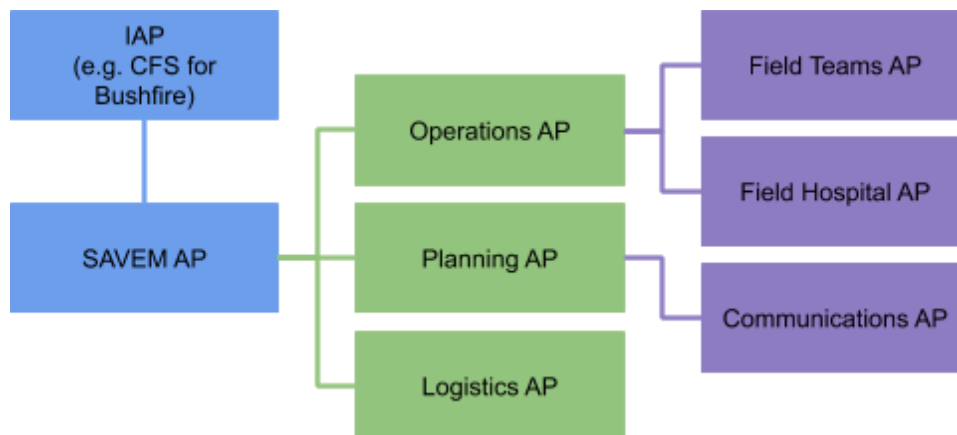 IAP
(e.g. CFS for
Bushfire)
SAVEM AP
Operations AP
Planning AP
Logistics AP
Field Teams AP
Field Hospital AP
Communications AP